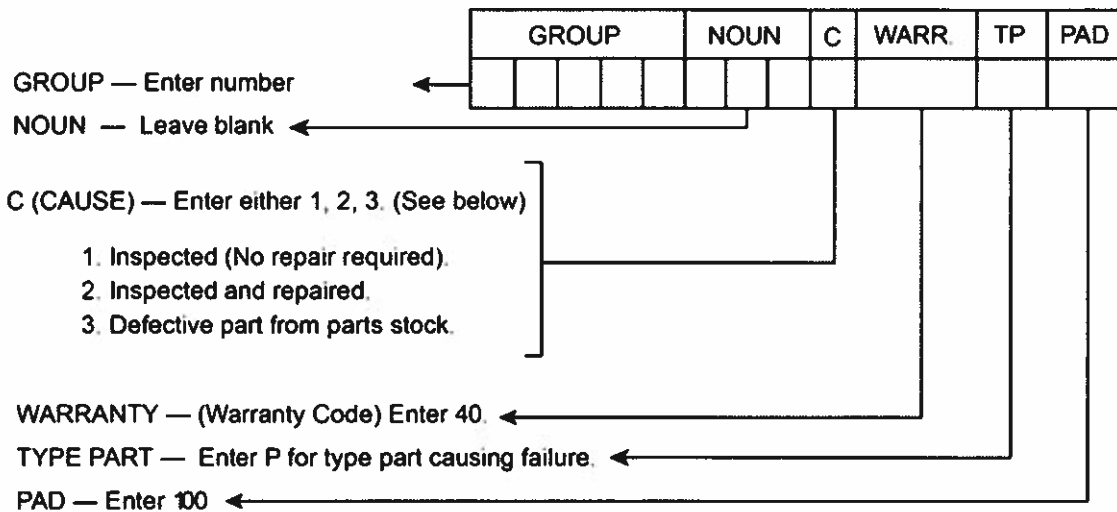 GROUP NOUN C WARR. TP PAD
GROUP — Enter number
NOUN — Leave blank
C (CAUSE) — Enter either 1, 2, 3. (See below)
1. Inspected (No repair required).
2. Inspected and repaired.
3. Defective part from parts stock.
WARRANTY — (Warranty Code) Enter 40.
TYPE PART — Enter P for type part causing failure.
PAD — Enter 100